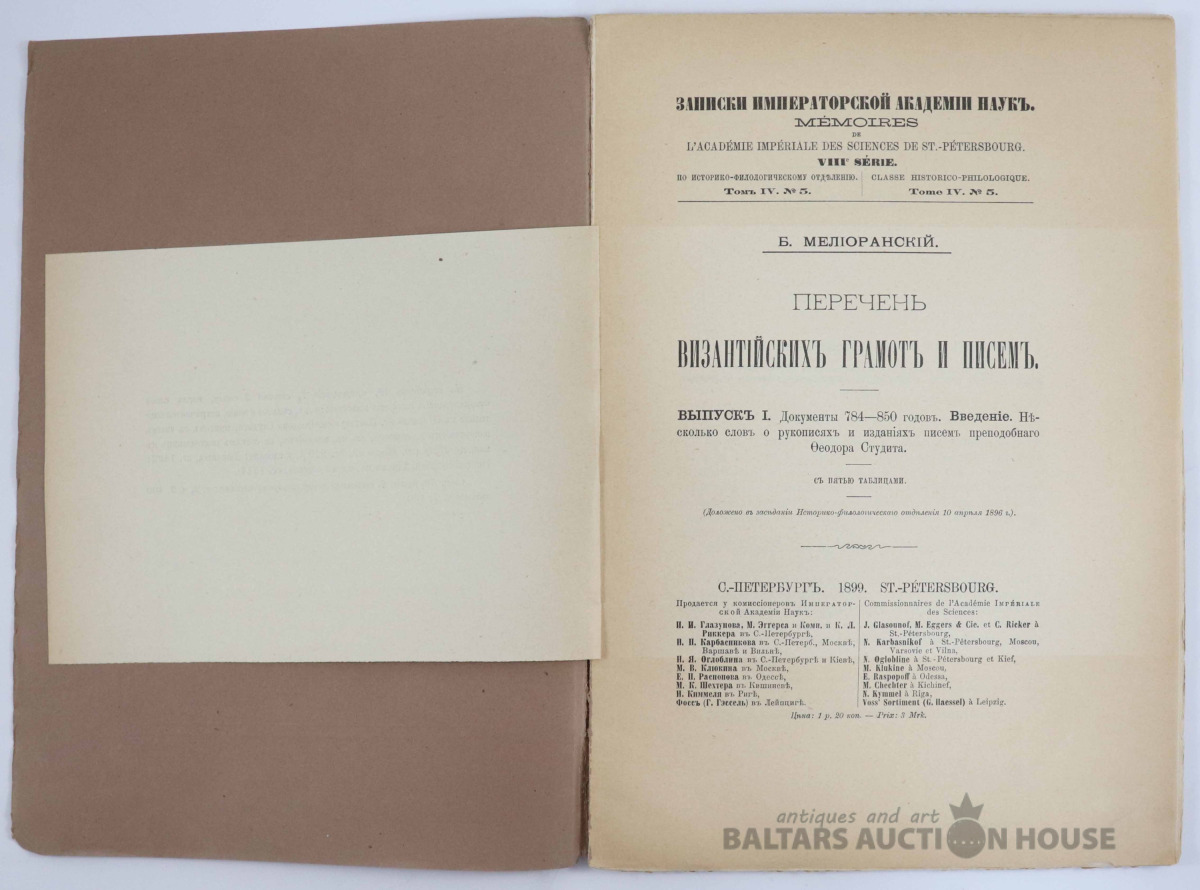 ЗАПИСКИ ИМПЕРАТОРСКОЙ АКАДЕМІИ НАУКЪ.
MÉMOIRES
DE
L'ACADÉMIE IMPÉRIALE DES SCIENCES DE ST.-PÉTERSBOURG.
VIIIᵉ SÉRIE.
ПО ИСТОРИКО-ФИЛОЛОГИЧЕСКОМУ ОТДѢЛЕНІЮ.
Томъ IV. № 5.
CLASSE HISTORICO-PHILOLOGIQUE.
Tome IV. № 5.
Б. МЕЛІОРАНСКІЙ.
ПЕРЕЧЕНЬ
ВИЗАНТІЙСКИХЪ ГРАМОТЪ И ПИСЕМЪ.
ВЫПУСКЪ I. Документы 784—850 годовъ. Введеніе. Нѣ-
сколько словъ о рукописяхъ и изданіяхъ писемъ преподобнаго
Ѳеодора Студита.
СЪ ПЯТЬЮ ТАБЛИЦАМИ.
(Доложено въ засѣданіи Историко-филологическаго отдѣленія 10 апрѣля 1896 г.).
С.-ПЕТЕРБУРГЪ. 1899. ST.-PÉTERSBOURG.
Продается у комиссіонеровъ Император-
ской Академіи Наукъ:
И. И. Глазунова, М. Эггерса и Комп. и К. Л.
Риккера въ С.-Петербургѣ,
Н. П. Карбасникова въ С.-Петерб., Москвѣ,
Варшавѣ и Вильнѣ,
Н. Я. Оглоблина въ С.-Петербургѣ и Кіевѣ,
М. В. Клюкина въ Москвѣ,
Е. П. Распопова въ Одессѣ,
М. К. Шехтера въ Кишиневѣ,
Н. Киммеля въ Ригѣ,
Фоссъ (Г. Гэссель) въ Лейпцигѣ.
Commissionnaires de l'Académie Impériale
des Sciences:
J. Glasounof, M. Eggers & Cie. et C. Ricker à
St.-Pétersbourg,
N. Karbasnikof à St.-Pétersbourg, Moscou,
Varsovie et Vilna,
N. Oglobline à St.-Pétersbourg et Kief,
M. Klukine à Moscou,
E. Raspopoff à Odessa,
M. Chechter à Kichinef,
N. Kymmel à Riga,
Voss' Sortiment (G. Haessel) à Leipzig.
Цѣна: 1 р. 20 коп. — Prix: 3 Mrk.
antiques and art
BALTARS AUCTION HOUSE